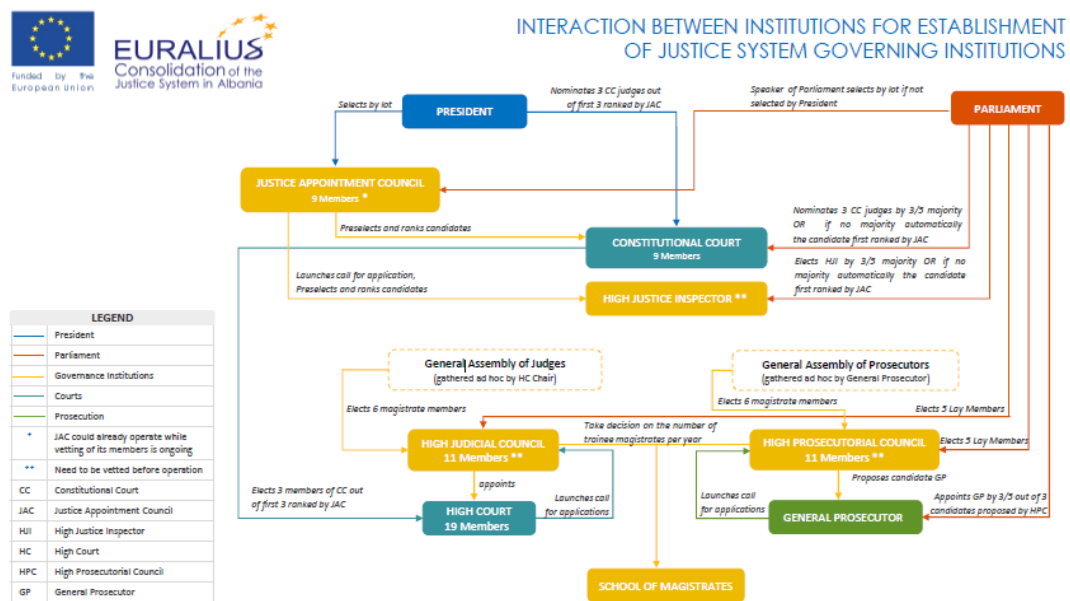 Funded by the
European Union
EURALIUS
Consolidation of the
Justice System in Albania
INTERACTION BETWEEN INSTITUTIONS FOR ESTABLISHMENT
OF JUSTICE SYSTEM GOVERNING INSTITUTIONS
Selects by lot
Nominates 3 CC judges out
of first 3 ranked by JAC
Speaker of Parliament selects by lot if not
selected by President
PRESIDENT
PARLIAMENT
JUSTICE APPOINTMENT COUNCIL
9 Members *
Preselects and ranks candidates
Nominates 3 CC judges by 3/5 majority
OR if no majority automatically
the candidate first ranked by JAC
CONSTITUTIONAL COURT
9 Members
Launches call for application,
Preselects and ranks candidates
Elects HJI by 3/5 majority OR if no
majority automatically the candidate
first ranked by JAC
HIGH JUSTICE INSPECTOR **
General Assembly of Judges
(gathered ad hoc by HC Chair)
General Assembly of Prosecutors
(gathered ad hoc by General Prosecutor)
Elects 6 magistrate members
Elects 6 magistrate members
Elects 5 Lay Members
Take decision on the number of
trainee magistrates per year
HIGH JUDICIAL COUNCIL
11 Members **
HIGH PROSECUTORIAL COUNCIL
11 Members **
Elects 5 Lay Members
appoints
Proposes candidate GP
Elects 3 members of CC out
of first 3 ranked by JAC
Launches call
for applications
Launches call
for applications
Appoints GP by 3/5 out of 3
candidates proposed by HPC
HIGH COURT
19 Members
GENERAL PROSECUTOR
SCHOOL OF MAGISTRATES
LEGEND
President
Parliament
Governance Institutions
Courts
Prosecution
* JAC could already operate while
vetting of its members is ongoing
** Need to be vetted before operation
CC Constitutional Court
JAC Justice Appointment Council
HJI High Justice Inspector
HC High Court
HPC High Prosecutorial Council
GP General Prosecutor